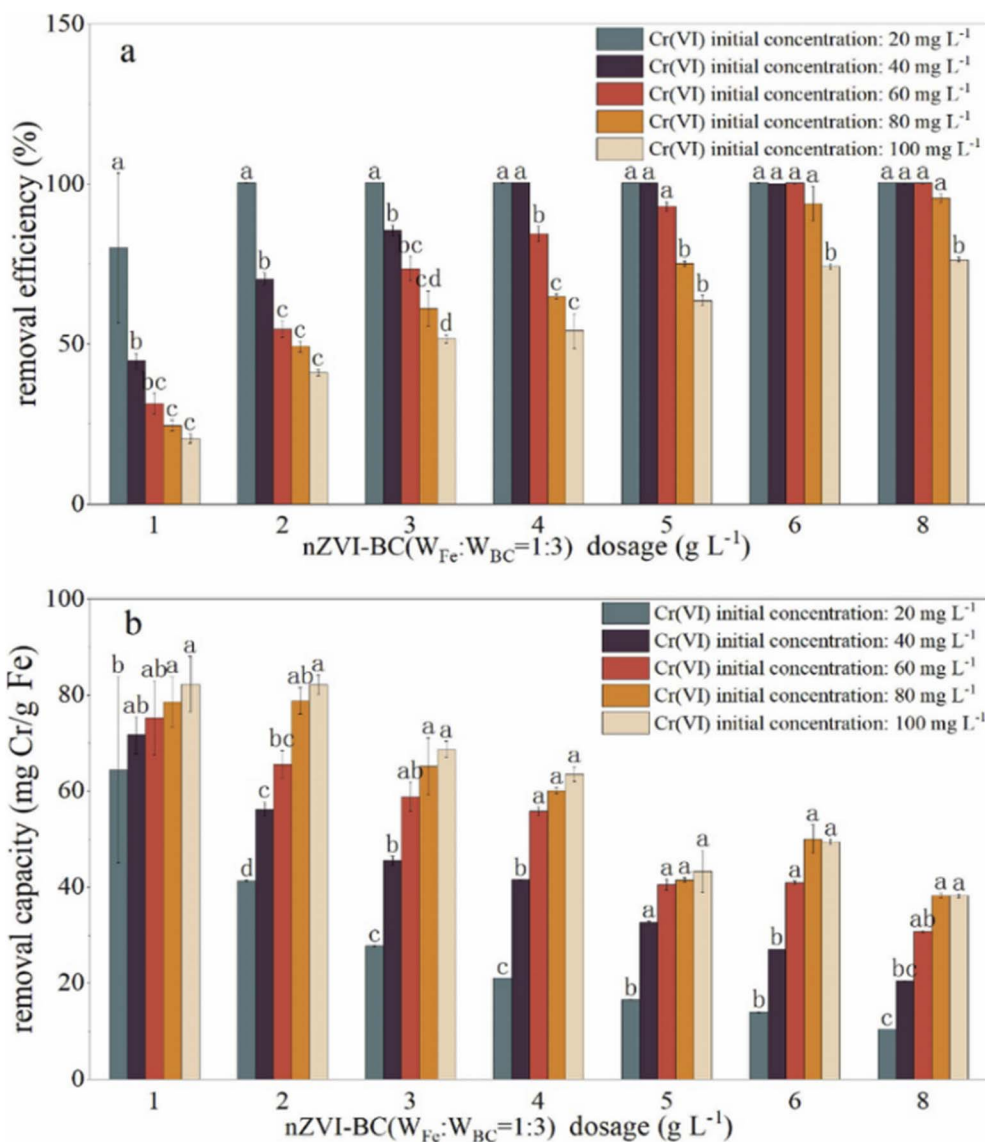 a
150
100
50
0
removal efficiency (%)
Cr(VI) initial concentration: 20 mg L⁻¹
Cr(VI) initial concentration: 40 mg L⁻¹
Cr(VI) initial concentration: 60 mg L⁻¹
Cr(VI) initial concentration: 80 mg L⁻¹
Cr(VI) initial concentration: 100 mg L⁻¹
a b bc c c
a b c c c
a b bc cd d
a a b c c
a a a b b
a a a a b
a a a a b
1 2 3 4 5 6 8
nZVI-BC(W_Fe:W_BC=1:3) dosage (g L⁻¹)
b
100
80
60
40
20
0
removal capacity (mg Cr/g Fe)
Cr(VI) initial concentration: 20 mg L⁻¹
Cr(VI) initial concentration: 40 mg L⁻¹
Cr(VI) initial concentration: 60 mg L⁻¹
Cr(VI) initial concentration: 80 mg L⁻¹
Cr(VI) initial concentration: 100 mg L⁻¹
b ab ab a a
d c bc ab a
c b ab a a
c b a a a
b a a a a
b b a a a
c bc ab a a
1 2 3 4 5 6 8
nZVI-BC(W_Fe:W_BC=1:3) dosage (g L⁻¹)